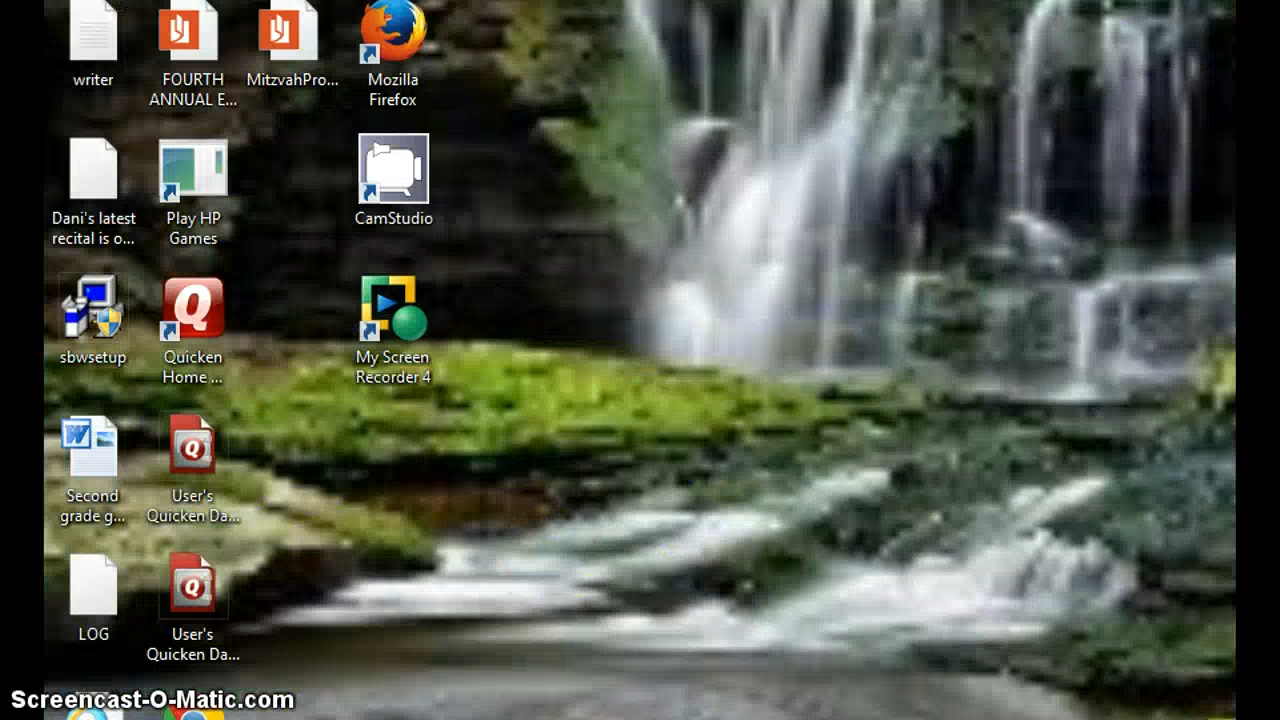 writer
FOURTH
ANNUAL E...
MitzvahPro...
Mozilla
Firefox
Dani's latest
recital is o...
Play HP
Games
CamStudio
sbwsetup
Quicken
Home ...
My Screen
Recorder 4
Second
grade g...
User's
Quicken Da...
LOG
User's
Quicken Da...
Screencast-O-Matic.com